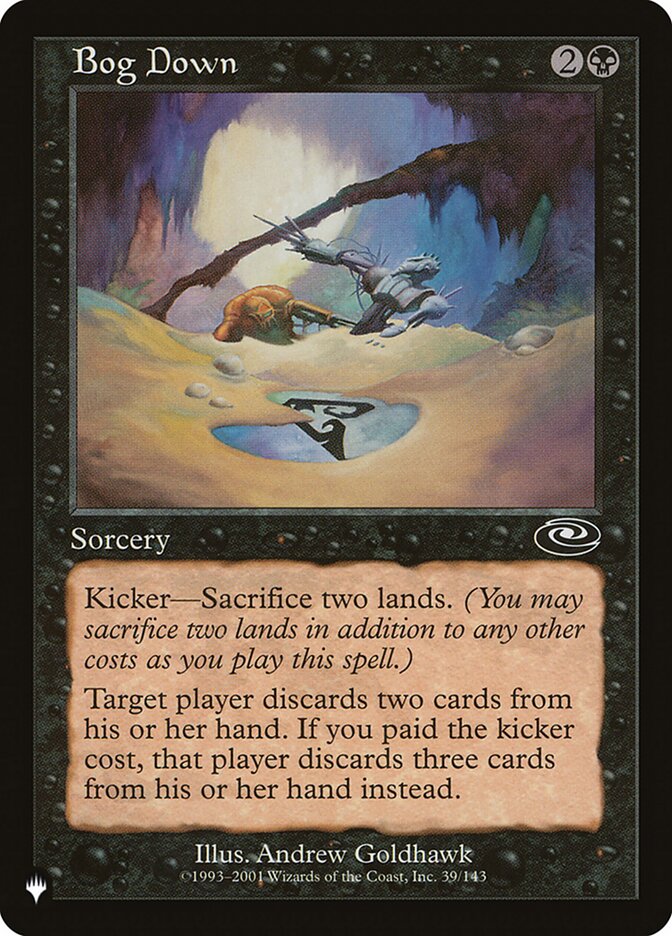 Bog Down 2
Sorcery
Kicker—Sacrifice two lands. (You may
sacrifice two lands in addition to any other
costs as you play this spell.)
Target player discards two cards from
his or her hand. If you paid the kicker
cost, that player discards three cards
from his or her hand instead.
Illus. Andrew Goldhawk
©1993–2001 Wizards of the Coast, Inc. 39/143